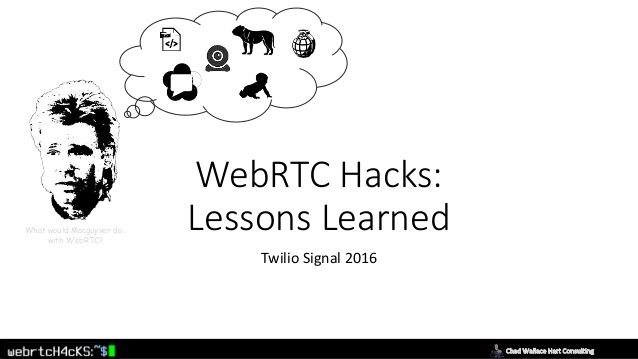 WebRTC Hacks:
Lessons Learned
Twilio Signal 2016
What would Macguyver do..
with WebRTC?
</>
webrtcH4cKS:~$
Chad Wallace Hart Consulting